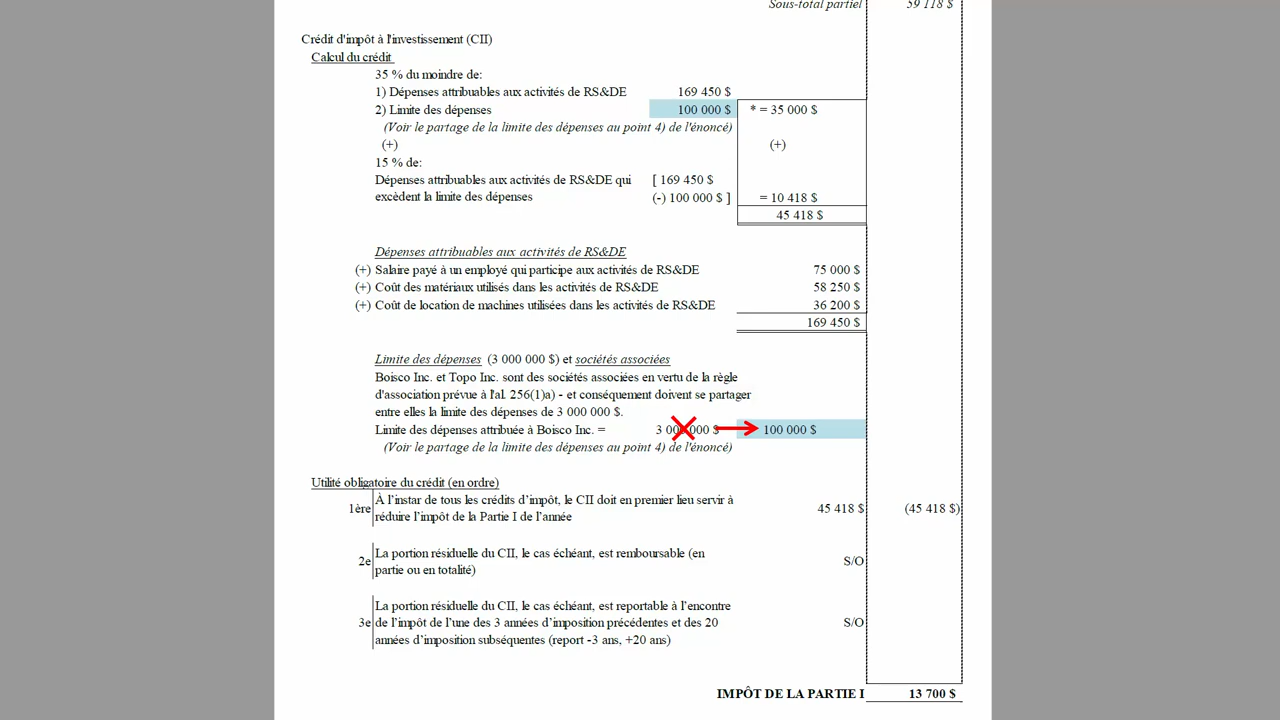 Sous-total partiel 59 118 $
Crédit d'impôt à l'investissement (CII)
Calcul du crédit
35 % du moindre de:
1) Dépenses attribuables aux activités de RS&DE 169 450 $
2) Limite des dépenses 100 000 $ * = 35 000 $
(Voir le partage de la limite des dépenses au point 4) de l'énoncé)
(+) (+)
15 % de:
Dépenses attribuables aux activités de RS&DE qui [ 169 450 $
excèdent la limite des dépenses (-) 100 000 $ ] = 10 418 $
45 418 $
Dépenses attribuables aux activités de RS&DE
(+) Salaire payé à un employé qui participe aux activités de RS&DE 75 000 $
(+) Coût des matériaux utilisés dans les activités de RS&DE 58 250 $
(+) Coût de location de machines utilisées dans les activités de RS&DE 36 200 $
169 450 $
Limite des dépenses (3 000 000 $) et sociétés associées
Boisco Inc. et Topo Inc. sont des sociétés associées en vertu de la règle
d'association prévue à l'al. 256(1)a) - et conséquement doivent se partager
entre elles la limite des dépenses de 3 000 000 $.
Limite des dépenses attribuée à Boisco Inc. = 3 000 000 $ 100 000 $
(Voir le partage de la limite des dépenses au point 4) de l'énoncé)
Utilité obligatoire du crédit (en ordre)
1ère À l’instar de tous les crédits d’impôt, le CII doit en premier lieu servir à
réduire l’impôt de la Partie I de l’année 45 418 $ (45 418 $)
2e La portion résiduelle du CII, le cas échéant, est remboursable (en
partie ou en totalité) S/O
La portion résiduelle du CII, le cas échéant, est reportable à l’encontre
3e de l’impôt de l’une des 3 années d’imposition précédentes et des 20 S/O
années d’imposition subséquentes (report -3 ans, +20 ans)
IMPÔT DE LA PARTIE I 13 700 $